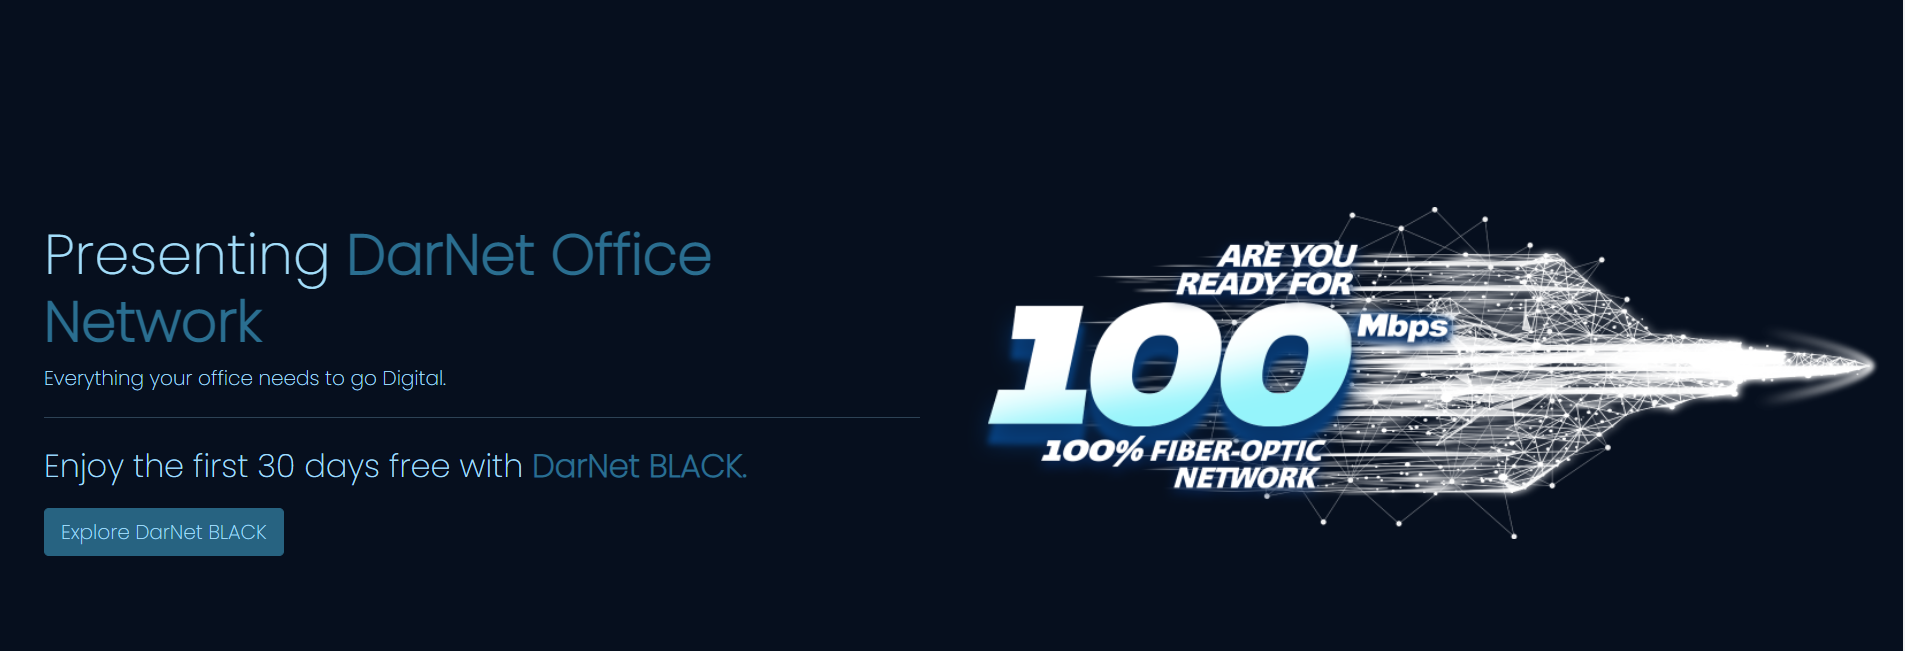 Presenting DarNet Office
Network
Everything your office needs to go Digital.
Enjoy the first 30 days free with DarNet BLACK.
Explore DarNet BLACK
ARE YOU
READY FOR
100 Mbps
100% FIBER-OPTIC
NETWORK